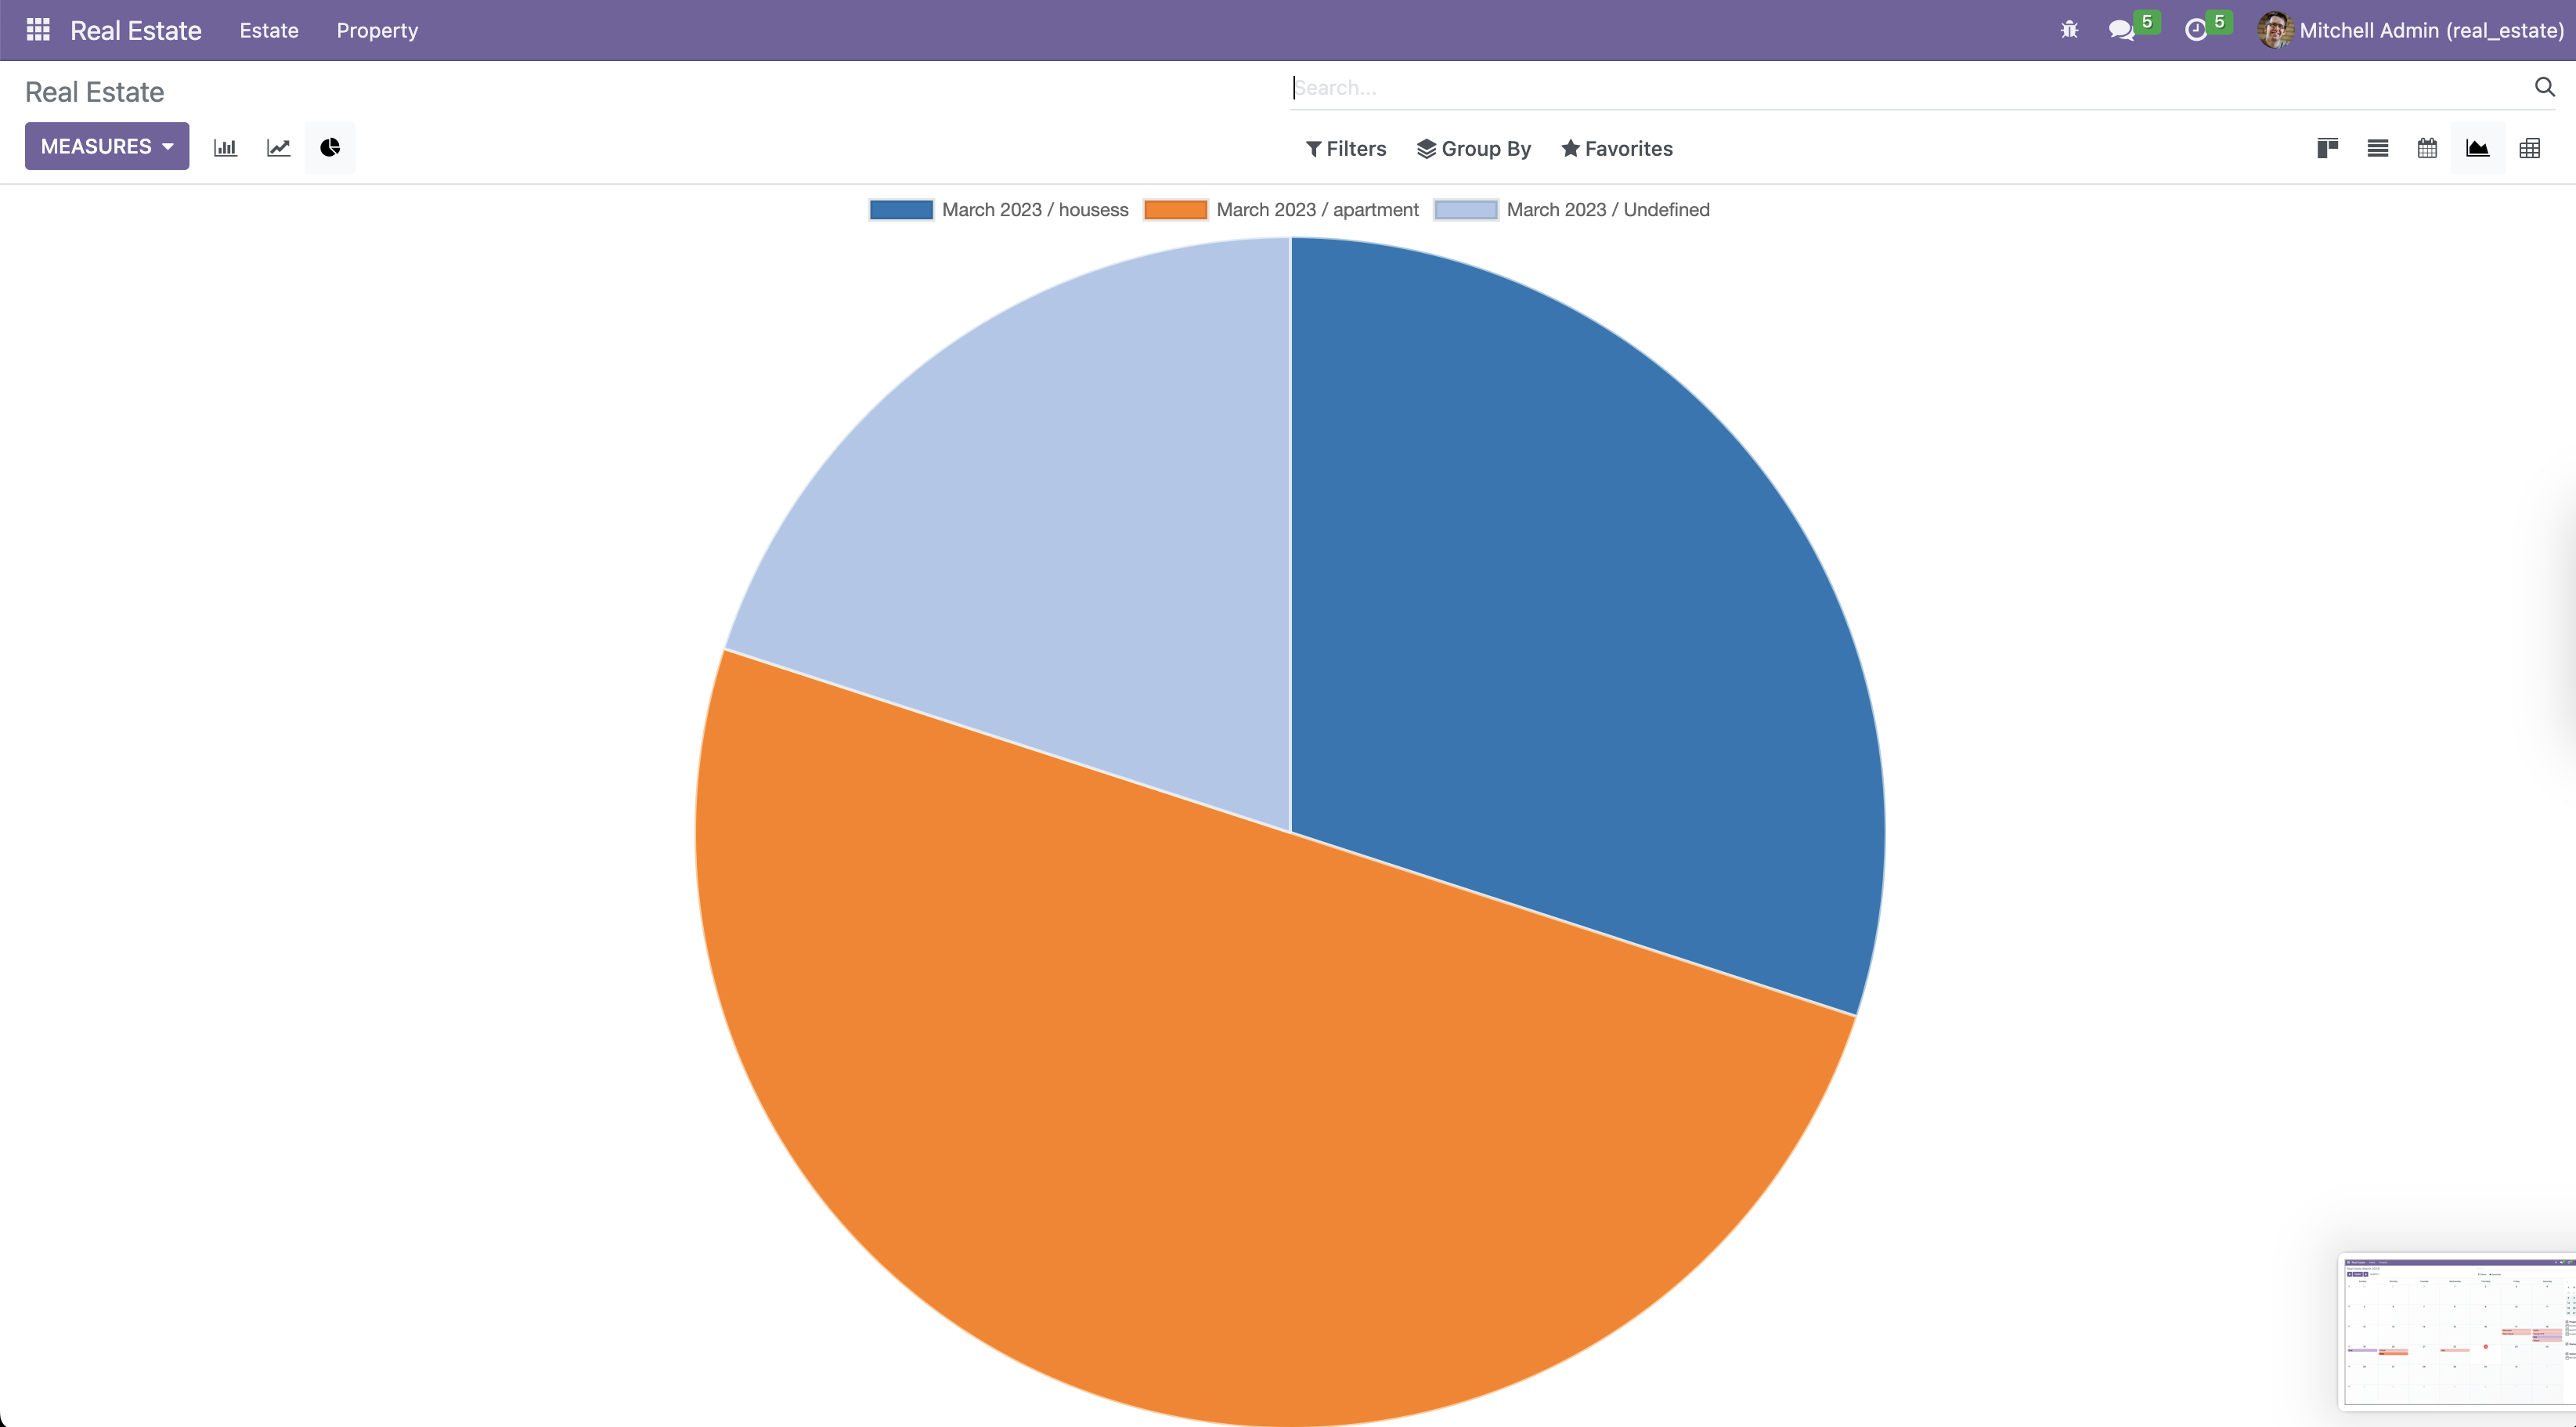 Real Estate Estate Property 5 5 Mitchell Admin (real_estate)
Real Estate Search...
MEASURES Filters Group By Favorites
March 2023 / housess March 2023 / apartment March 2023 / Undefined